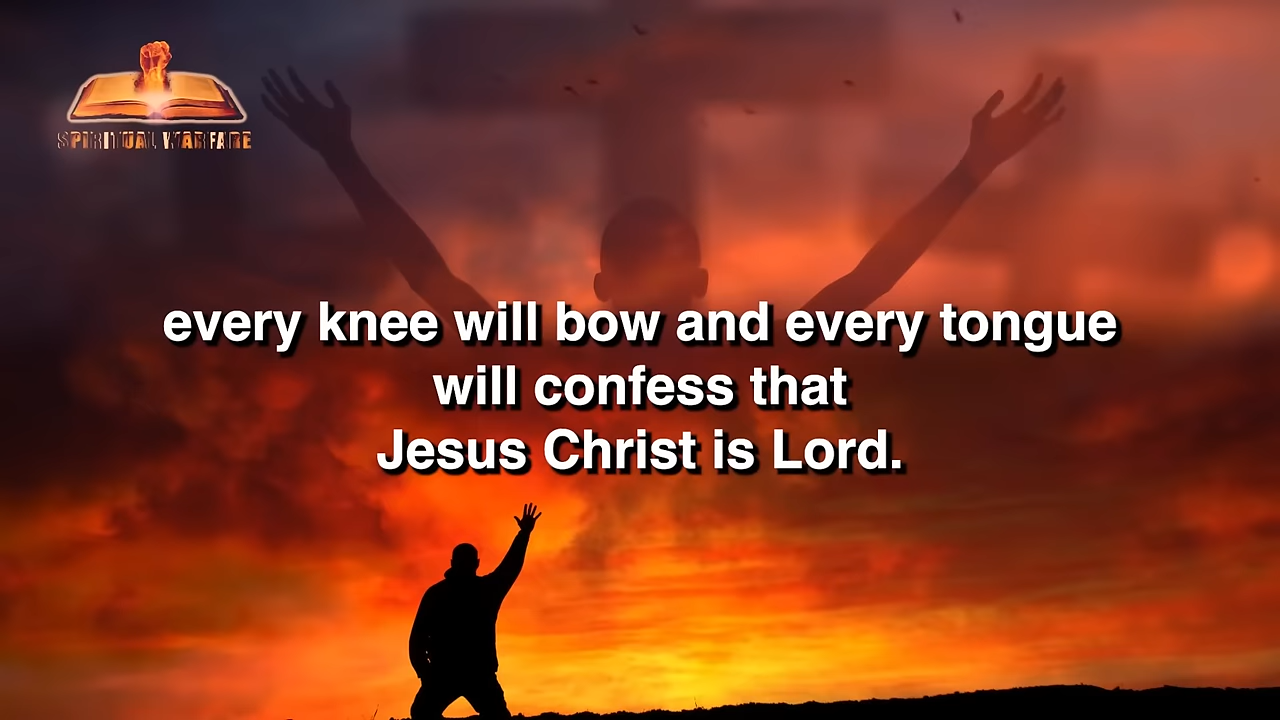 SPIRITUAL WARFARE
every knee will bow and every tongue
will confess that
Jesus Christ is Lord.